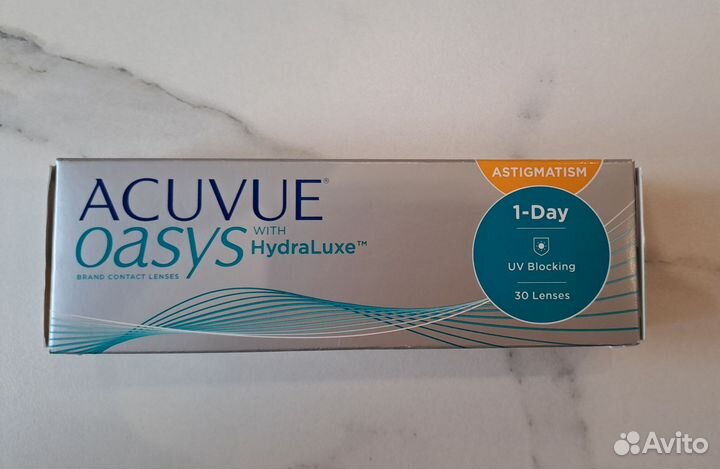 ACUVUE®
oasys WITH HydraLuxe™
BRAND CONTACT LENSES
ASTIGMATISM
1-Day
UV Blocking
30 Lenses
Avito